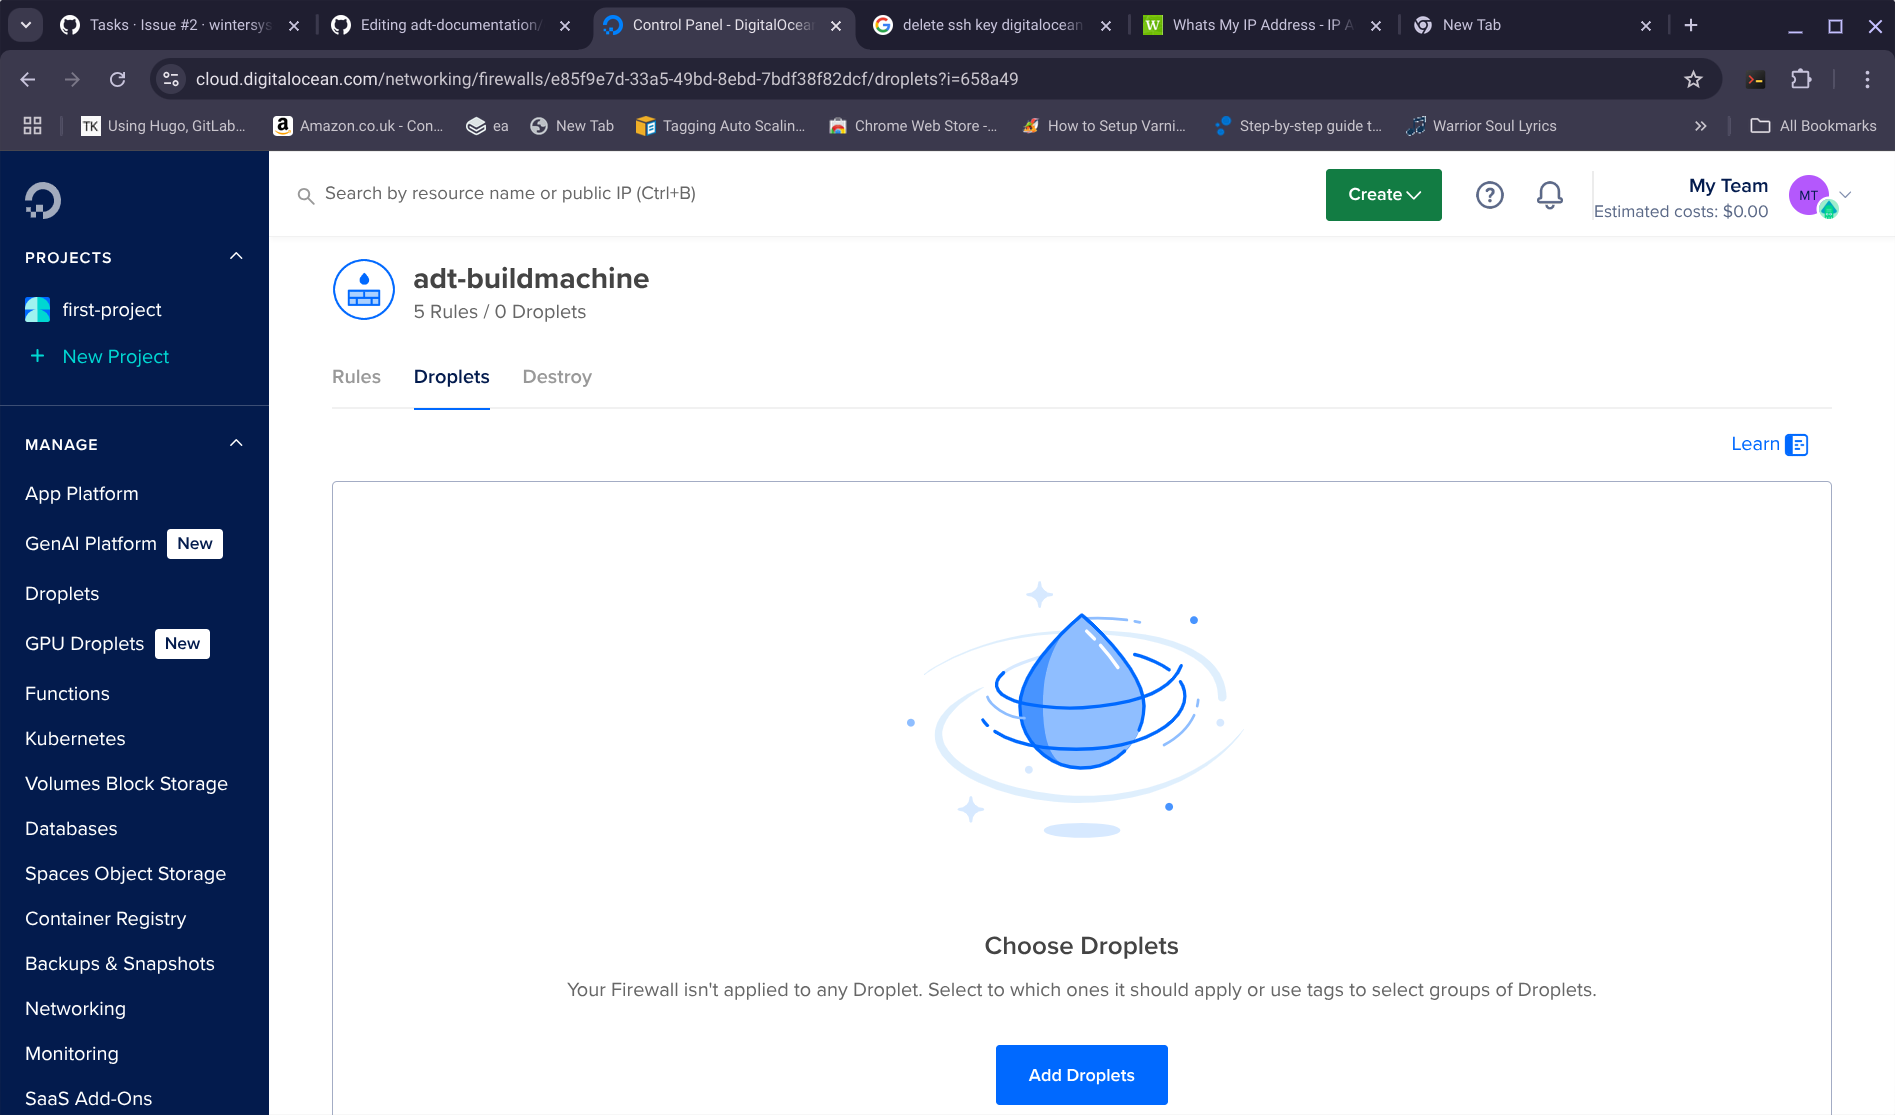 Tasks · Issue #2 · wintersys
Editing adt-documentation/
Control Panel - DigitalOcean
delete ssh key digitalocean
Whats My IP Address - IP A
New Tab
cloud.digitalocean.com/networking/firewalls/e85f9e7d-33a5-49bd-8ebd-7bdf38f82dcf/droplets?i=658a49
TK Using Hugo, GitLab...
Amazon.co.uk - Con...
ea
New Tab
Tagging Auto Scalin...
Chrome Web Store -...
How to Setup Varni...
Step-by-step guide t...
Warrior Soul Lyrics
All Bookmarks
Search by resource name or public IP (Ctrl+B)
Create
My Team
Estimated costs: $0.00
MT
PROJECTS
first-project
New Project
MANAGE
App Platform
GenAI Platform New
Droplets
GPU Droplets New
Functions
Kubernetes
Volumes Block Storage
Databases
Spaces Object Storage
Container Registry
Backups & Snapshots
Networking
Monitoring
SaaS Add-Ons
adt-buildmachine
5 Rules / 0 Droplets
Rules
Droplets
Destroy
Learn
Choose Droplets
Your Firewall isn't applied to any Droplet. Select to which ones it should apply or use tags to select groups of Droplets.
Add Droplets